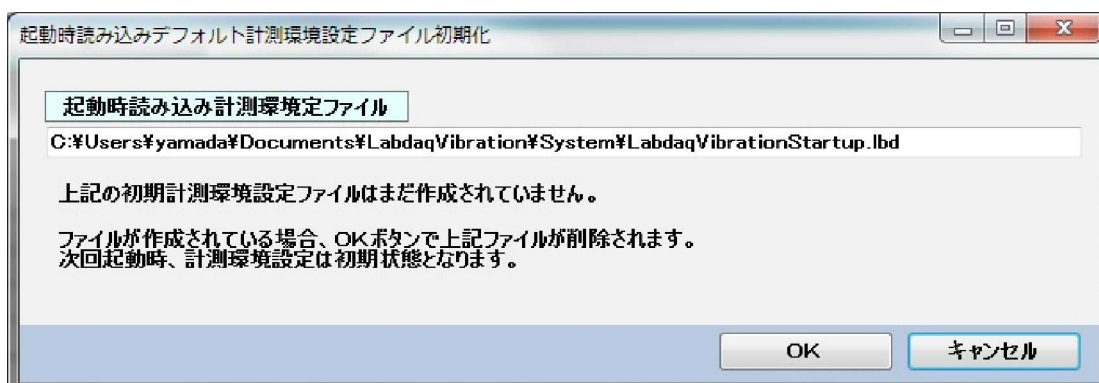 起動時読み込みデフォルト計測環境設定ファイル初期化
起動時読み込み計測環境定ファイル
C:¥Users¥yamada¥Documents¥LabdaqVibration¥System¥LabdaqVibrationStartup.lbd
上記の初期計測環境設定ファイルはまだ作成されていません。
ファイルが作成されている場合、OKボタンで上記ファイルが削除されます。
次回起動時、計測環境設定は初期状態となります。
OK
キャンセル